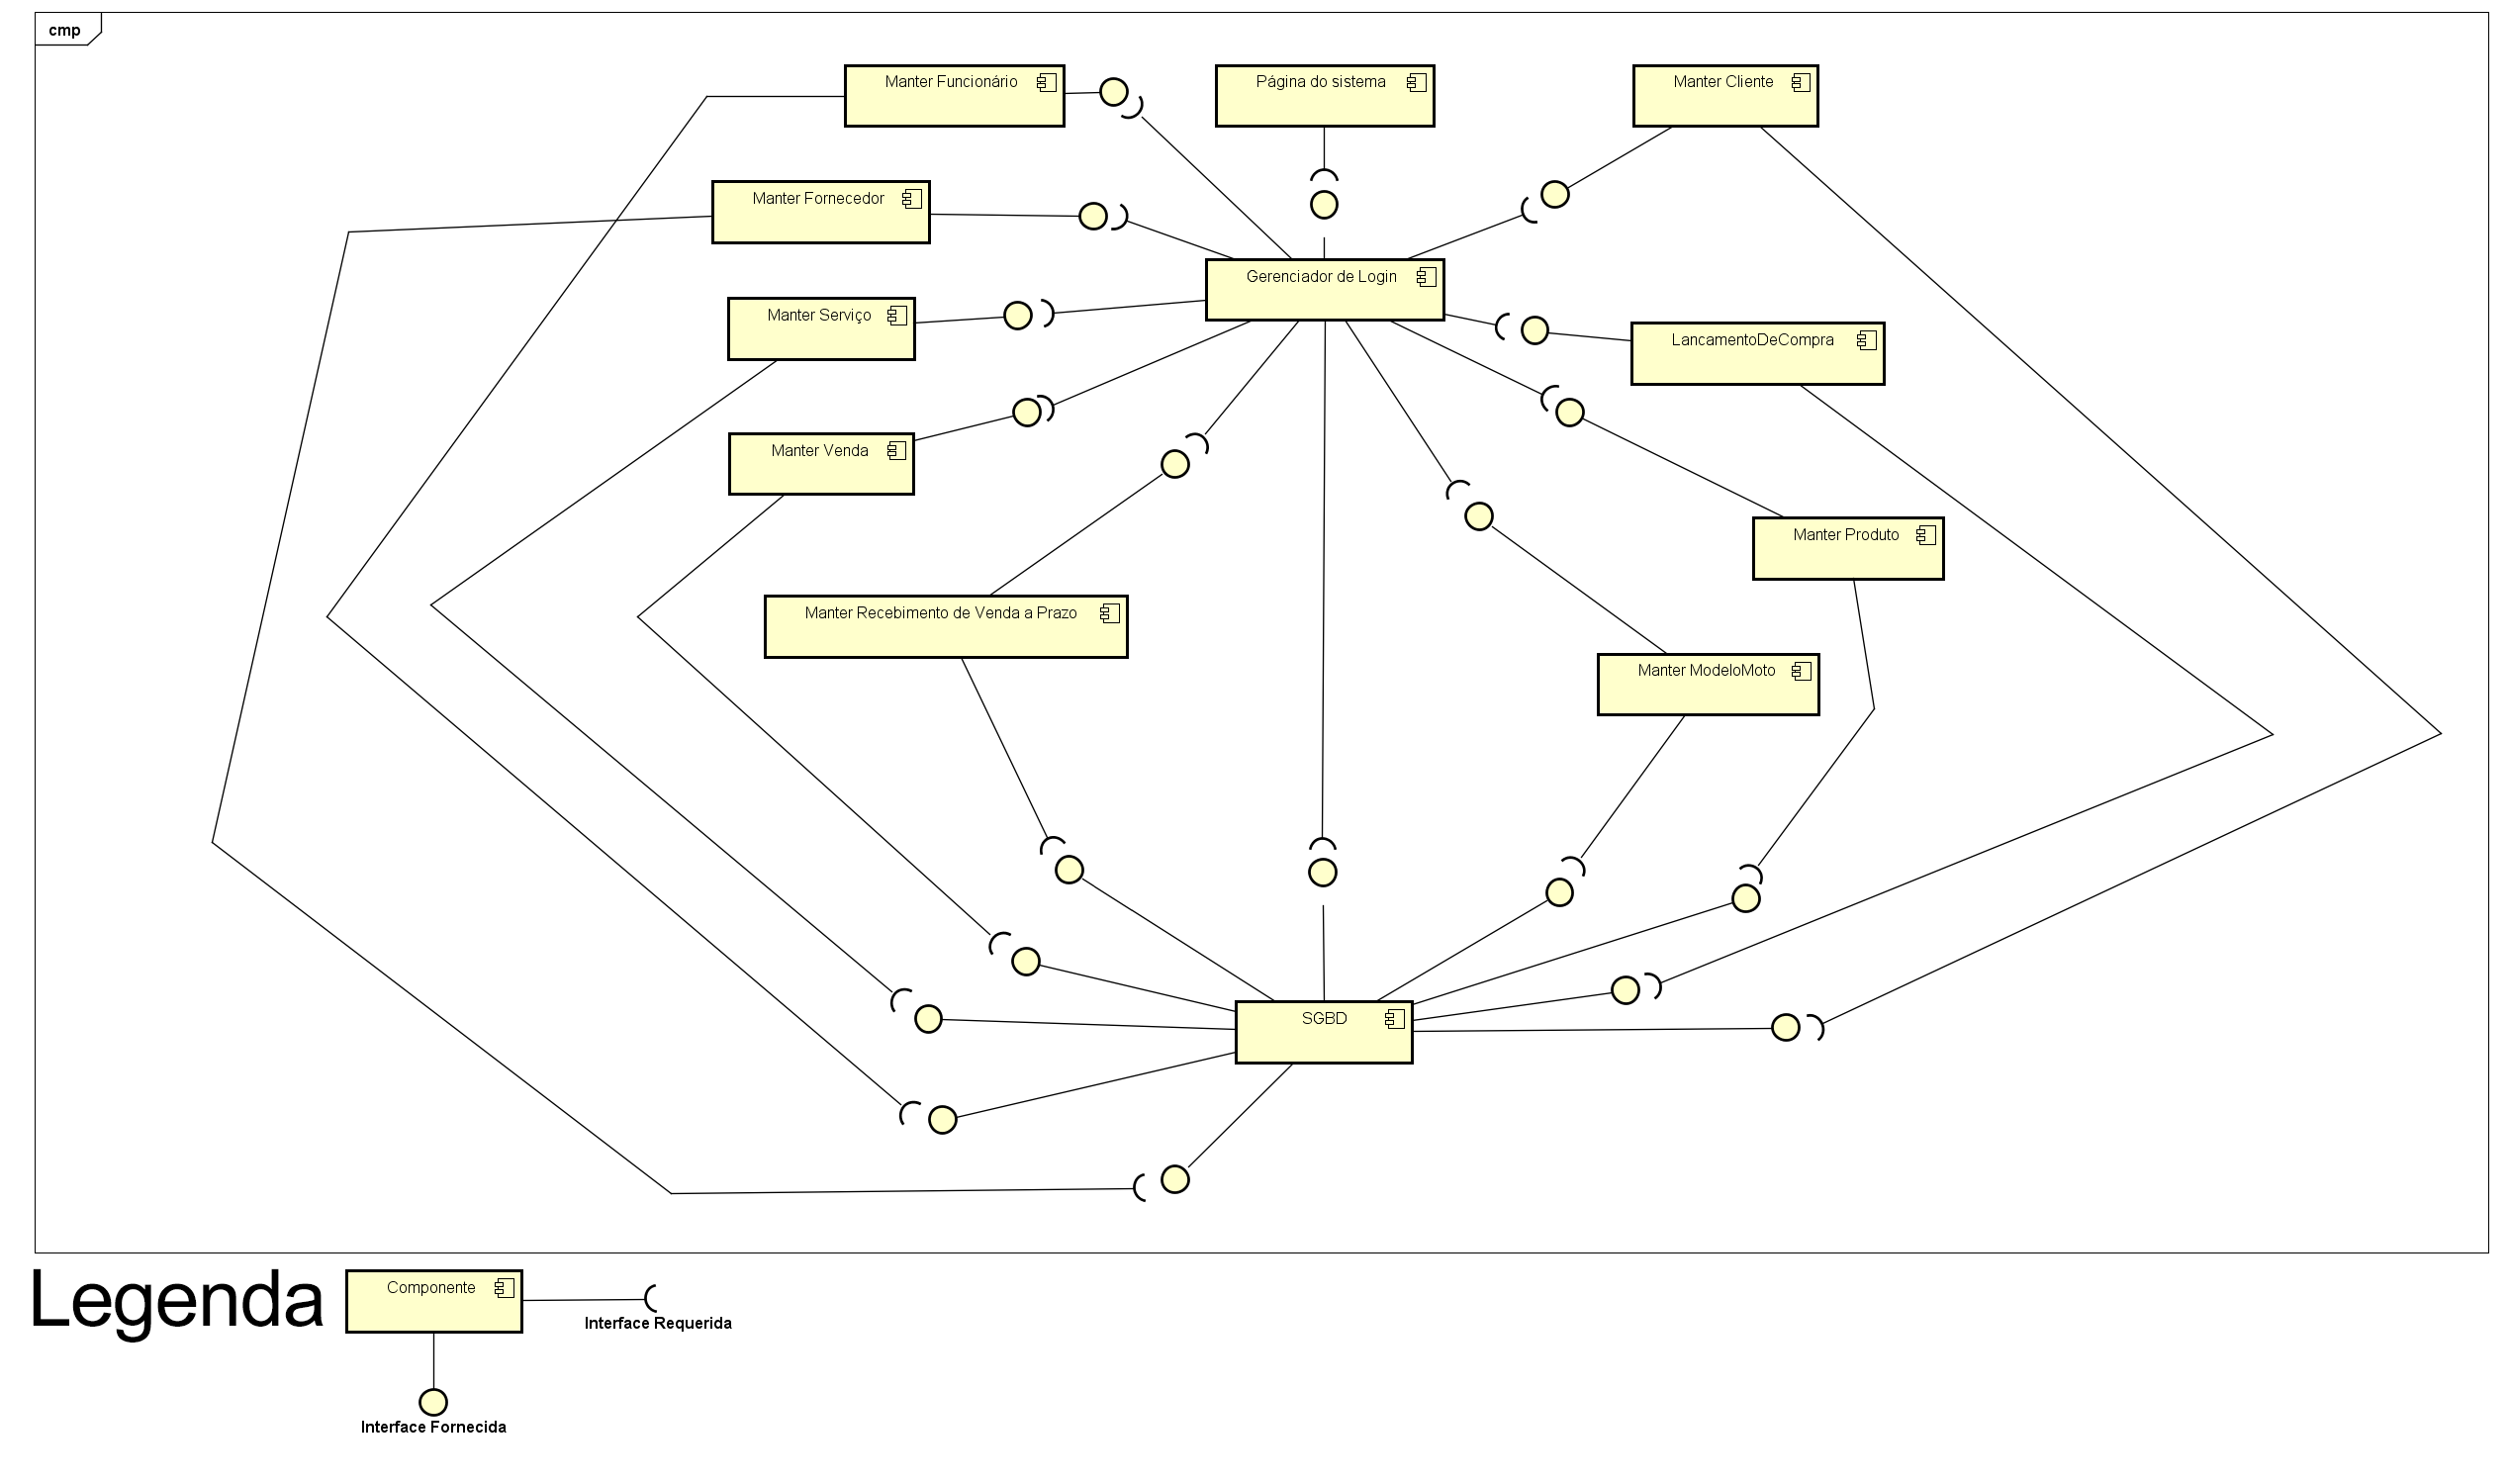 cmp
Manter Funcionário
Página do sistema
Manter Cliente
Manter Fornecedor
Gerenciador de Login
Manter Serviço
LancamentoDeCompra
Manter Venda
Manter Produto
Manter Recebimento de Venda a Prazo
Manter ModeloMoto
SGBD
Legenda
Componente
Interface Requerida
Interface Fornecida